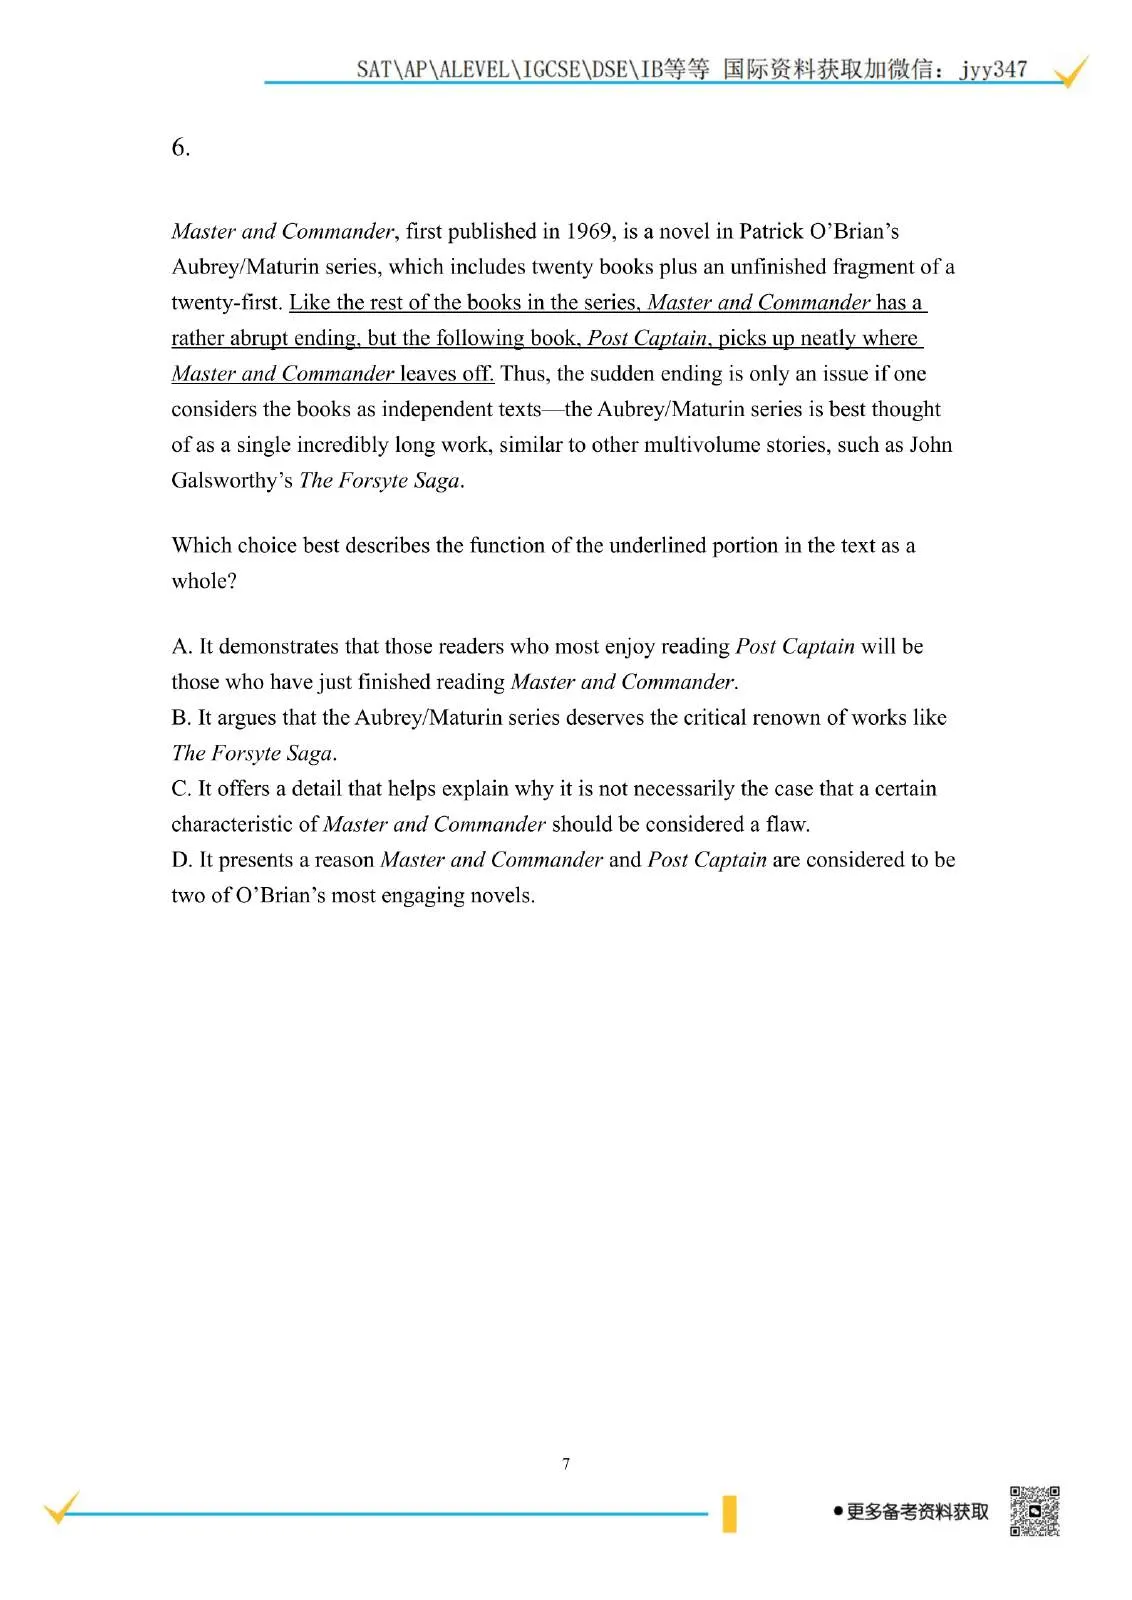 SAT\AP\ALEVEL\IGCSE\DSE\IB等等 国际资料获取加微信：jyy347
6.
Master and Commander, first published in 1969, is a novel in Patrick O’Brian’s
Aubrey/Maturin series, which includes twenty books plus an unfinished fragment of a
twenty-first. Like the rest of the books in the series, Master and Commander has a
rather abrupt ending, but the following book, Post Captain, picks up neatly where
Master and Commander leaves off. Thus, the sudden ending is only an issue if one
considers the books as independent texts—the Aubrey/Maturin series is best thought
of as a single incredibly long work, similar to other multivolume stories, such as John
Galsworthy’s The Forsyte Saga.
Which choice best describes the function of the underlined portion in the text as a
whole?
A. It demonstrates that those readers who most enjoy reading Post Captain will be
those who have just finished reading Master and Commander.
B. It argues that the Aubrey/Maturin series deserves the critical renown of works like
The Forsyte Saga.
C. It offers a detail that helps explain why it is not necessarily the case that a certain
characteristic of Master and Commander should be considered a flaw.
D. It presents a reason Master and Commander and Post Captain are considered to be
two of O’Brian’s most engaging novels.
7
●更多备考资料获取